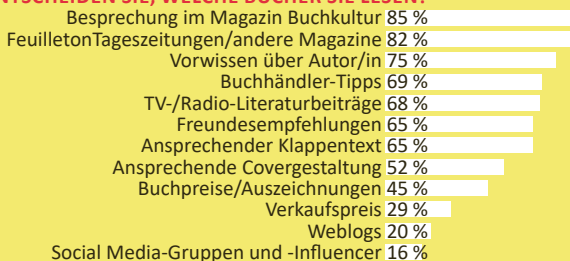 ENTSCHEIDEN SIE, WELCHE BÜCHER SIE LESEN?
Besprechung im Magazin Buchkultur 85 %
FeuilletonTageszeitungen/andere Magazine 82 %
Vorwissen über Autor/in 75 %
Buchhändler-Tipps 69 %
TV-/Radio-Literaturbeiträge 68 %
Freundesempfehlungen 65 %
Ansprechender Klappentext 65 %
Ansprechende Covergestaltung 52 %
Buchpreise/Auszeichnungen 45 %
Verkaufspreis 29 %
Weblogs 20 %
Social Media-Gruppen und -Influencer 16 %